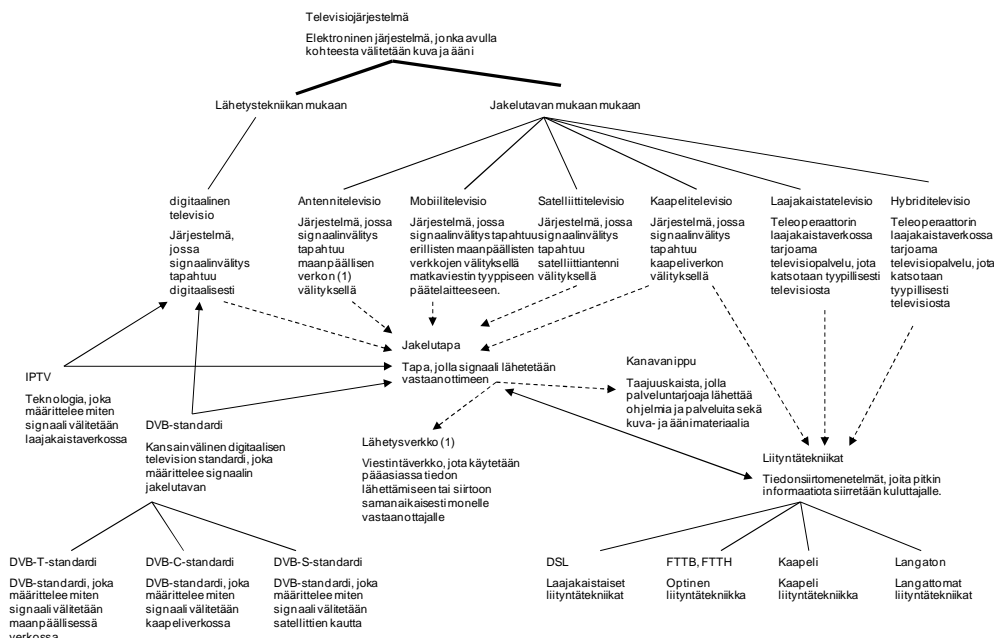 Televisiojärjestelmä
Elektroninen järjestelmä, jonka avulla
kohteesta välitetään kuva ja ääni
Lähetystekniikan mukaan
Jakelutavan mukaan mukaan
digitaalinen
televisio
Järjestelmä,
jossa
signaalinvälitys
tapahtuu
digitaalisesti
Antennitelevisio
Järjestelmä, jossa
signaalinvälitys
tapahtuu
maanpäällisen
verkon (1)
välityksellä
Mobiilitelevisio
Järjestelmä, jossa
signaalinvälitys tapahtuu
erillisten maanpäällisten
verkkojen välityksellä
matkaviestin tyyppiseen
päätelaitteeseen.
Satelliittitelevisio
Järjestelmä, jossa
signaalinvälitys
tapahtuu
satelliittiantenni
välityksellä
Kaapelitelevisio
Järjestelmä, jossa
signaalinvälitys
tapahtuu
kaapeliverkon
välityksellä
Laajakaistatelevisio
Teleoperaattorin
laajakaistaverkossa
tarjoama
televisiopalvelu, jota
katsotaan tyypillisesti
televisiosta
Hybriditelevisio
Teleoperaattorin
laajakaistaverkossa
tarjoama
televisiopalvelu, jota
katsotaan
tyypillisesti
televisiosta
Jakelutapa
Tapa, jolla signaali lähetetään
vastaanottimeen
IPTV
Teknologia, joka
määrittelee miten
signaali välitetään
laajakaistaverkossa
DVB-standardi
Kansainvälinen digitaalisen
television standardi, joka
määrittelee signaalin
jakelutavan
Lähetysverkko (1)
Viestintäverkko, jota käytetään
pääasiassa tiedon
lähettämiseen tai siirtoon
samanaikaisesti monelle
vastaanottajalle
Kanavanippu
Taajuuskaista, jolla
palveluntarjoaja lähettää
ohjelmia ja palveluita sekä
kuva- ja äänimateriaalia
Liityntätekniikat
Tiedonsiirtomenetelmät, joita pitkin
informaatiota siirretään kuluttajalle.
DVB-T-standardi
DVB-standardi, joka
määrittelee miten
signaali välitetään
maanpäällisessä
verkossa
DVB-C-standardi
DVB-standardi, joka
määrittelee miten
signaali välitetään
kaapeliverkossa
DVB-S-standardi
DVB-standardi, joka
määrittelee miten
signaali välitetään
satelliittien kautta
DSL
Laajakaistaiset
liityntätekniikat
FTTB, FTTH
Optinen
liityntätekniikka
Kaapeli
Kaapeli
liityntätekniikka
Langaton
Langattomat
liityntätekniikat